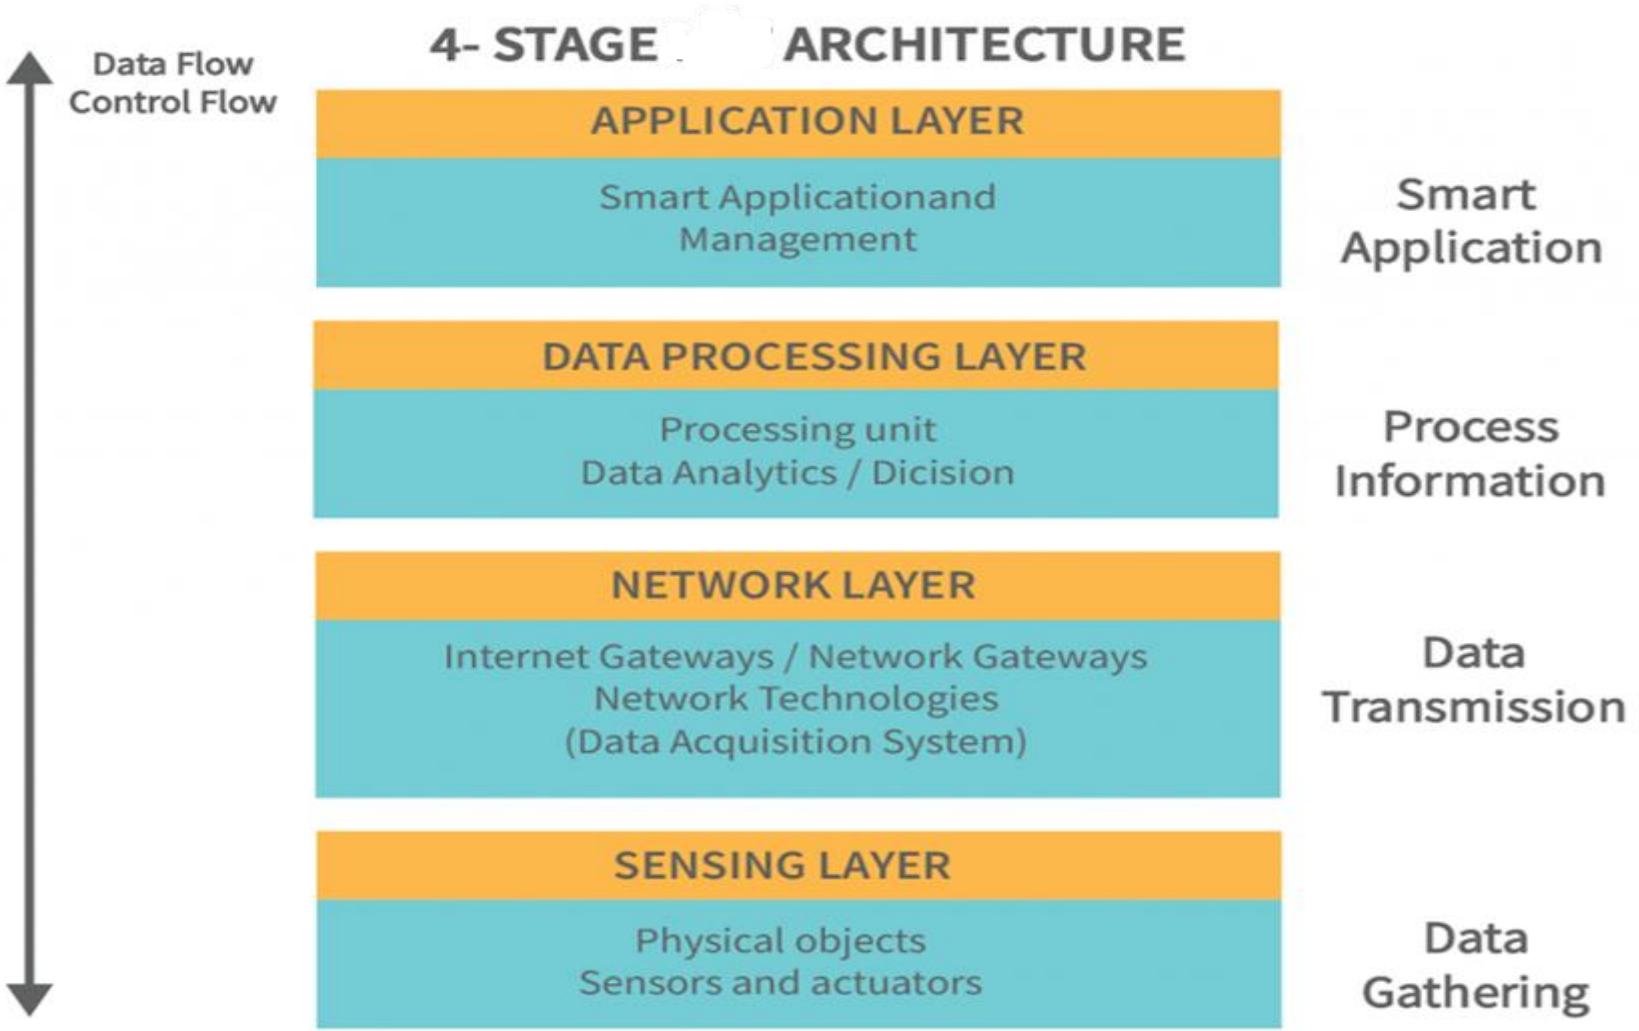 4- STAGE ARCHITECTURE
Data Flow
Control Flow
APPLICATION LAYER
Smart Applicationand
Management
Smart
Application
DATA PROCESSING LAYER
Processing unit
Data Analytics / Dicision
Process
Information
NETWORK LAYER
Internet Gateways / Network Gateways
Network Technologies
(Data Acquisition System)
Data
Transmission
SENSING LAYER
Physical objects
Sensors and actuators
Data
Gathering